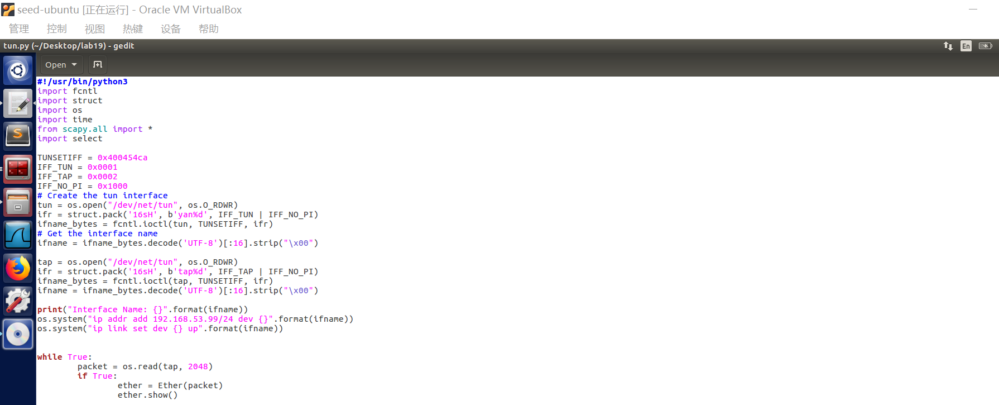 seed-ubuntu [正在运行] - Oracle VM VirtualBox
管理 控制 视图 热键 设备 帮助
tun.py (~/Desktop/lab19) - gedit
En
Open
#!/usr/bin/python3
import fcntl
import struct
import os
import time
from scapy.all import *
import select
TUNSETIFF = 0x400454ca
IFF_TUN = 0x0001
IFF_TAP = 0x0002
IFF_NO_PI = 0x1000
# Create the tun interface
tun = os.open("/dev/net/tun", os.O_RDWR)
ifr = struct.pack('16sH', b'yan%d', IFF_TUN | IFF_NO_PI)
ifname_bytes = fcntl.ioctl(tun, TUNSETIFF, ifr)
# Get the interface name
ifname = ifname_bytes.decode('UTF-8')[:16].strip("\x00")
tap = os.open("/dev/net/tun", os.O_RDWR)
ifr = struct.pack('16sH', b'tap%d', IFF_TAP | IFF_NO_PI)
ifname_bytes = fcntl.ioctl(tap, TUNSETIFF, ifr)
ifname = ifname_bytes.decode('UTF-8')[:16].strip("\x00")
print("Interface Name: {}".format(ifname))
os.system("ip addr add 192.168.53.99/24 dev {}".format(ifname))
os.system("ip link set dev {} up".format(ifname))
while True:
packet = os.read(tap, 2048)
if True:
ether = Ether(packet)
ether.show()